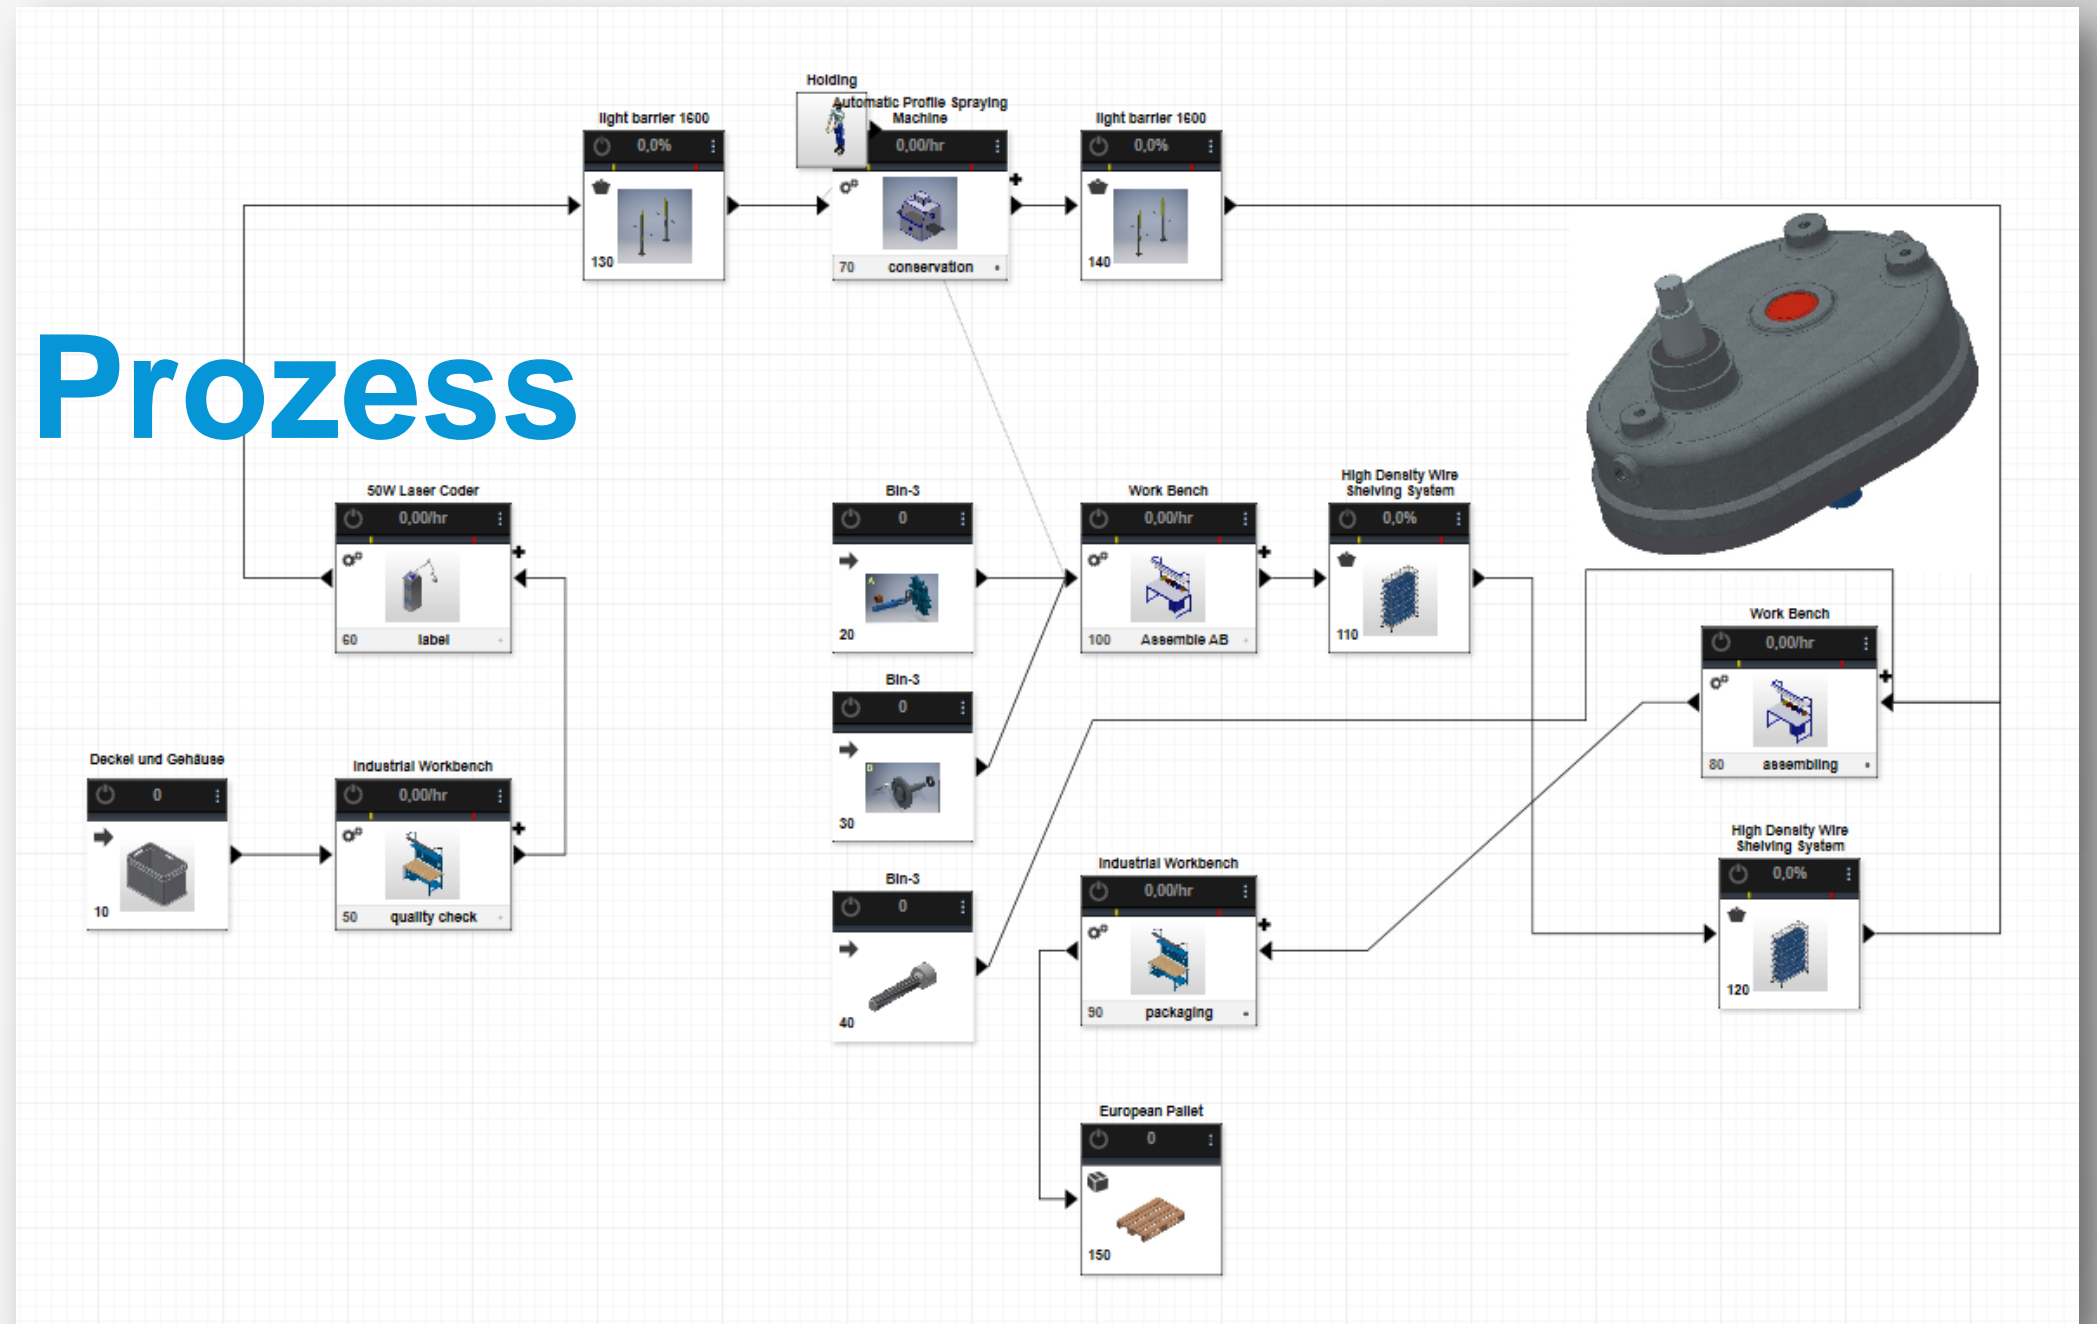 Prozess
Holding
Automatic Profile Spraying
Machine
0,00/hr
70 conservation
light barrier 1600
0,0%
130
light barrier 1600
0,0%
140
50W Laser Coder
0,00/hr
60 label
Bin-3
0
20
Work Bench
0,00/hr
100 Assemble AB
High Density Wire
Shelving System
0,0%
110
Bin-3
0
30
Work Bench
0,00/hr
80 assembling
Deckel und Gehäuse
0
10
Industrial Workbench
0,00/hr
50 quality check
Bin-3
0
40
Industrial Workbench
0,00/hr
90 packaging
High Density Wire
Shelving System
0,0%
120
European Pallet
0
150